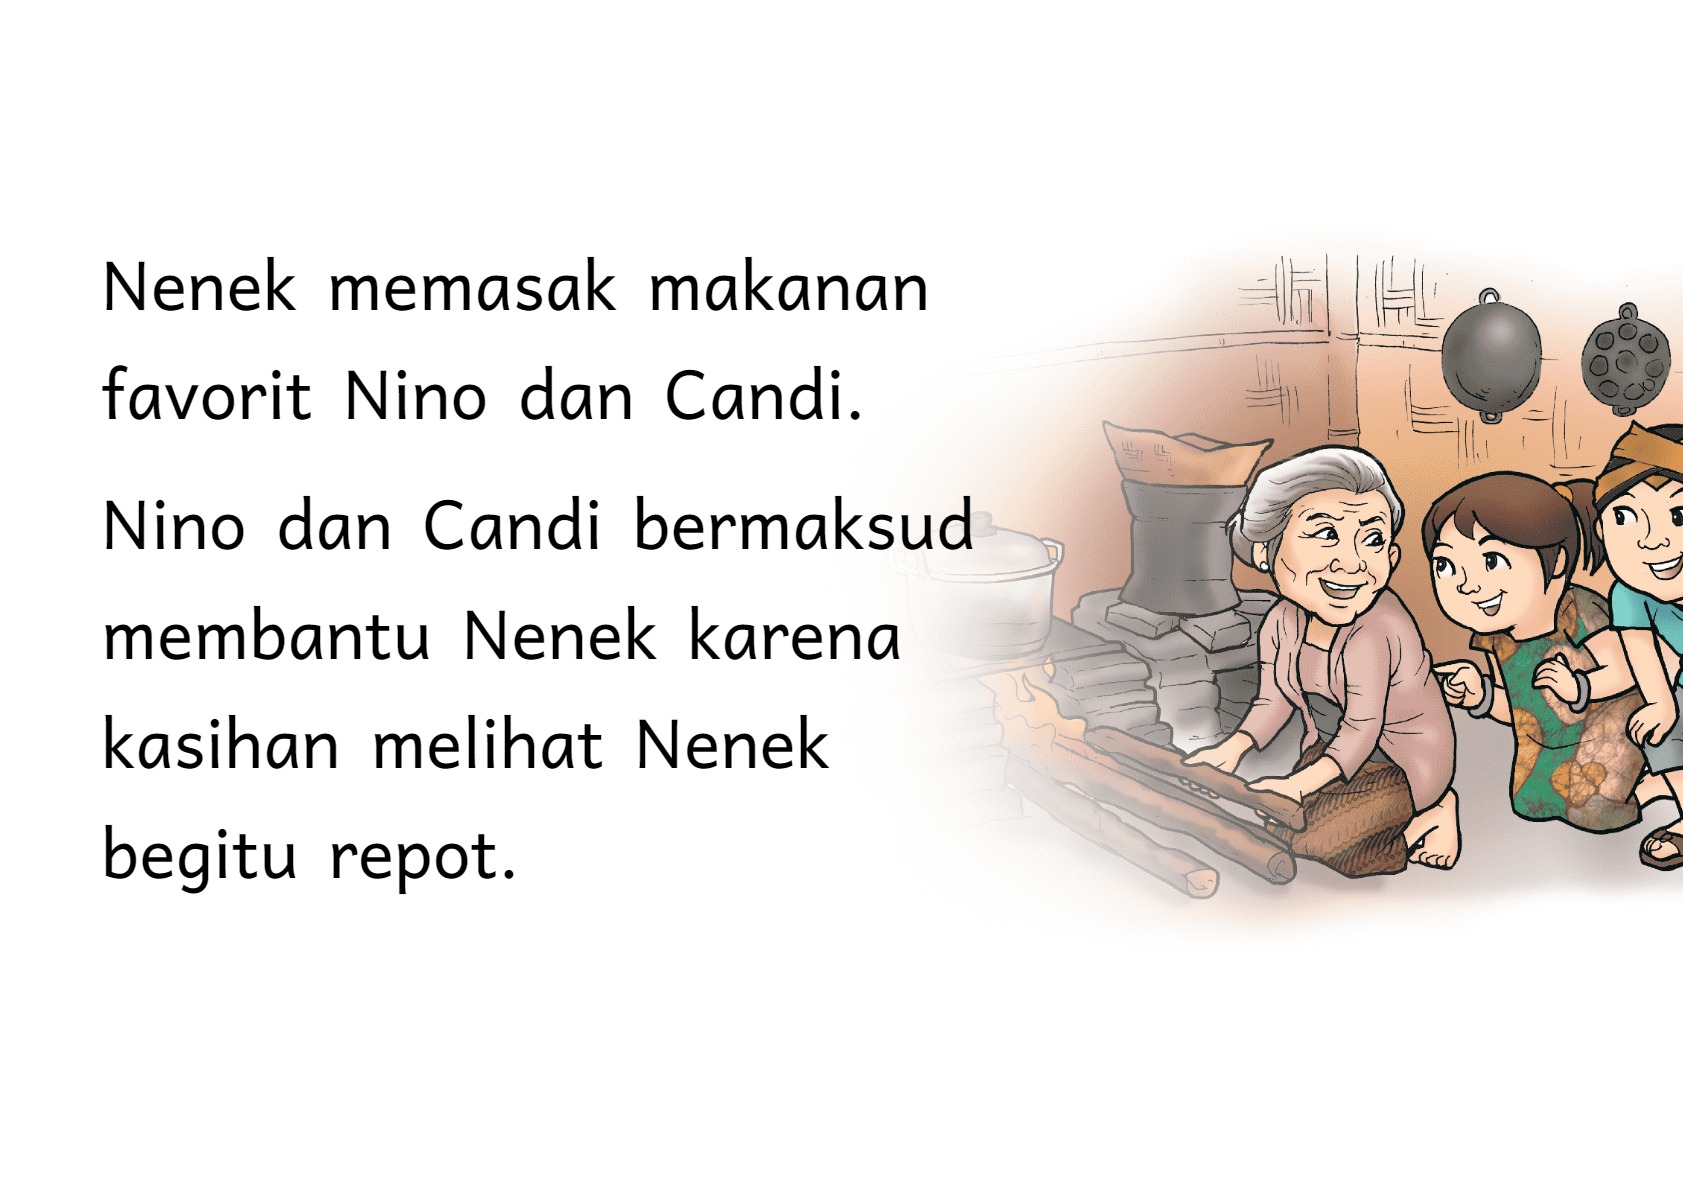 Nenek memasak makanan
favorit Nino dan Candi.
Nino dan Candi bermaksud
membantu Nenek karena
kasihan melihat Nenek
begitu repot.